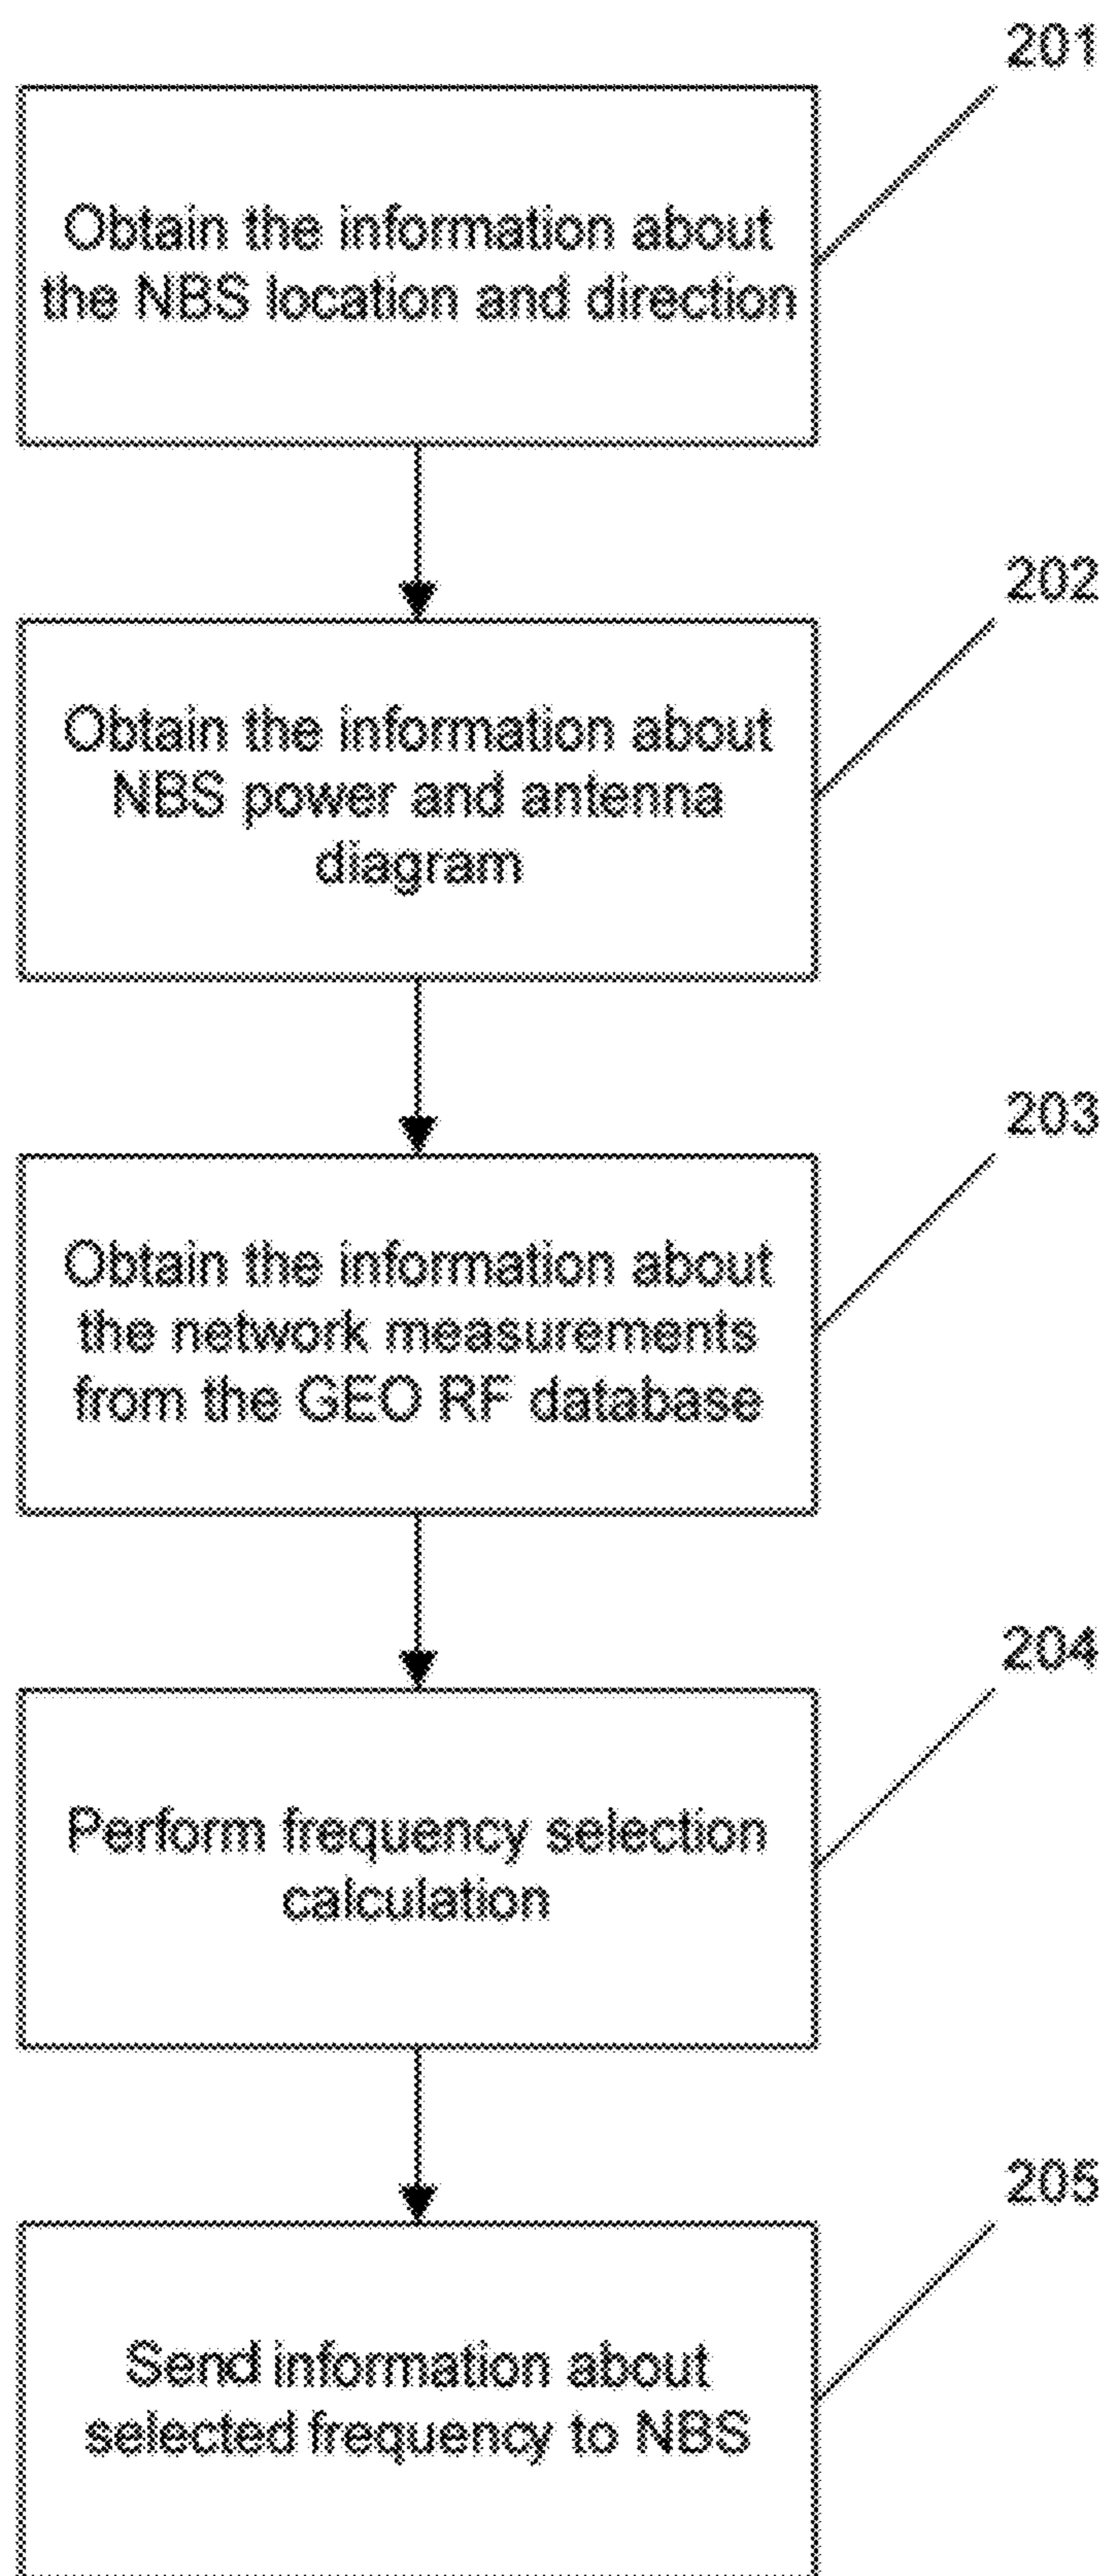 201
Obtain the information about
the NBS location and direction
202
Obtain the information about
NBS power and antenna
diagram
203
Obtain the information about
the network measurements
from the GEO RF database
204
Perform frequency selection
calculation
205
Send information about
selected frequency to NBS